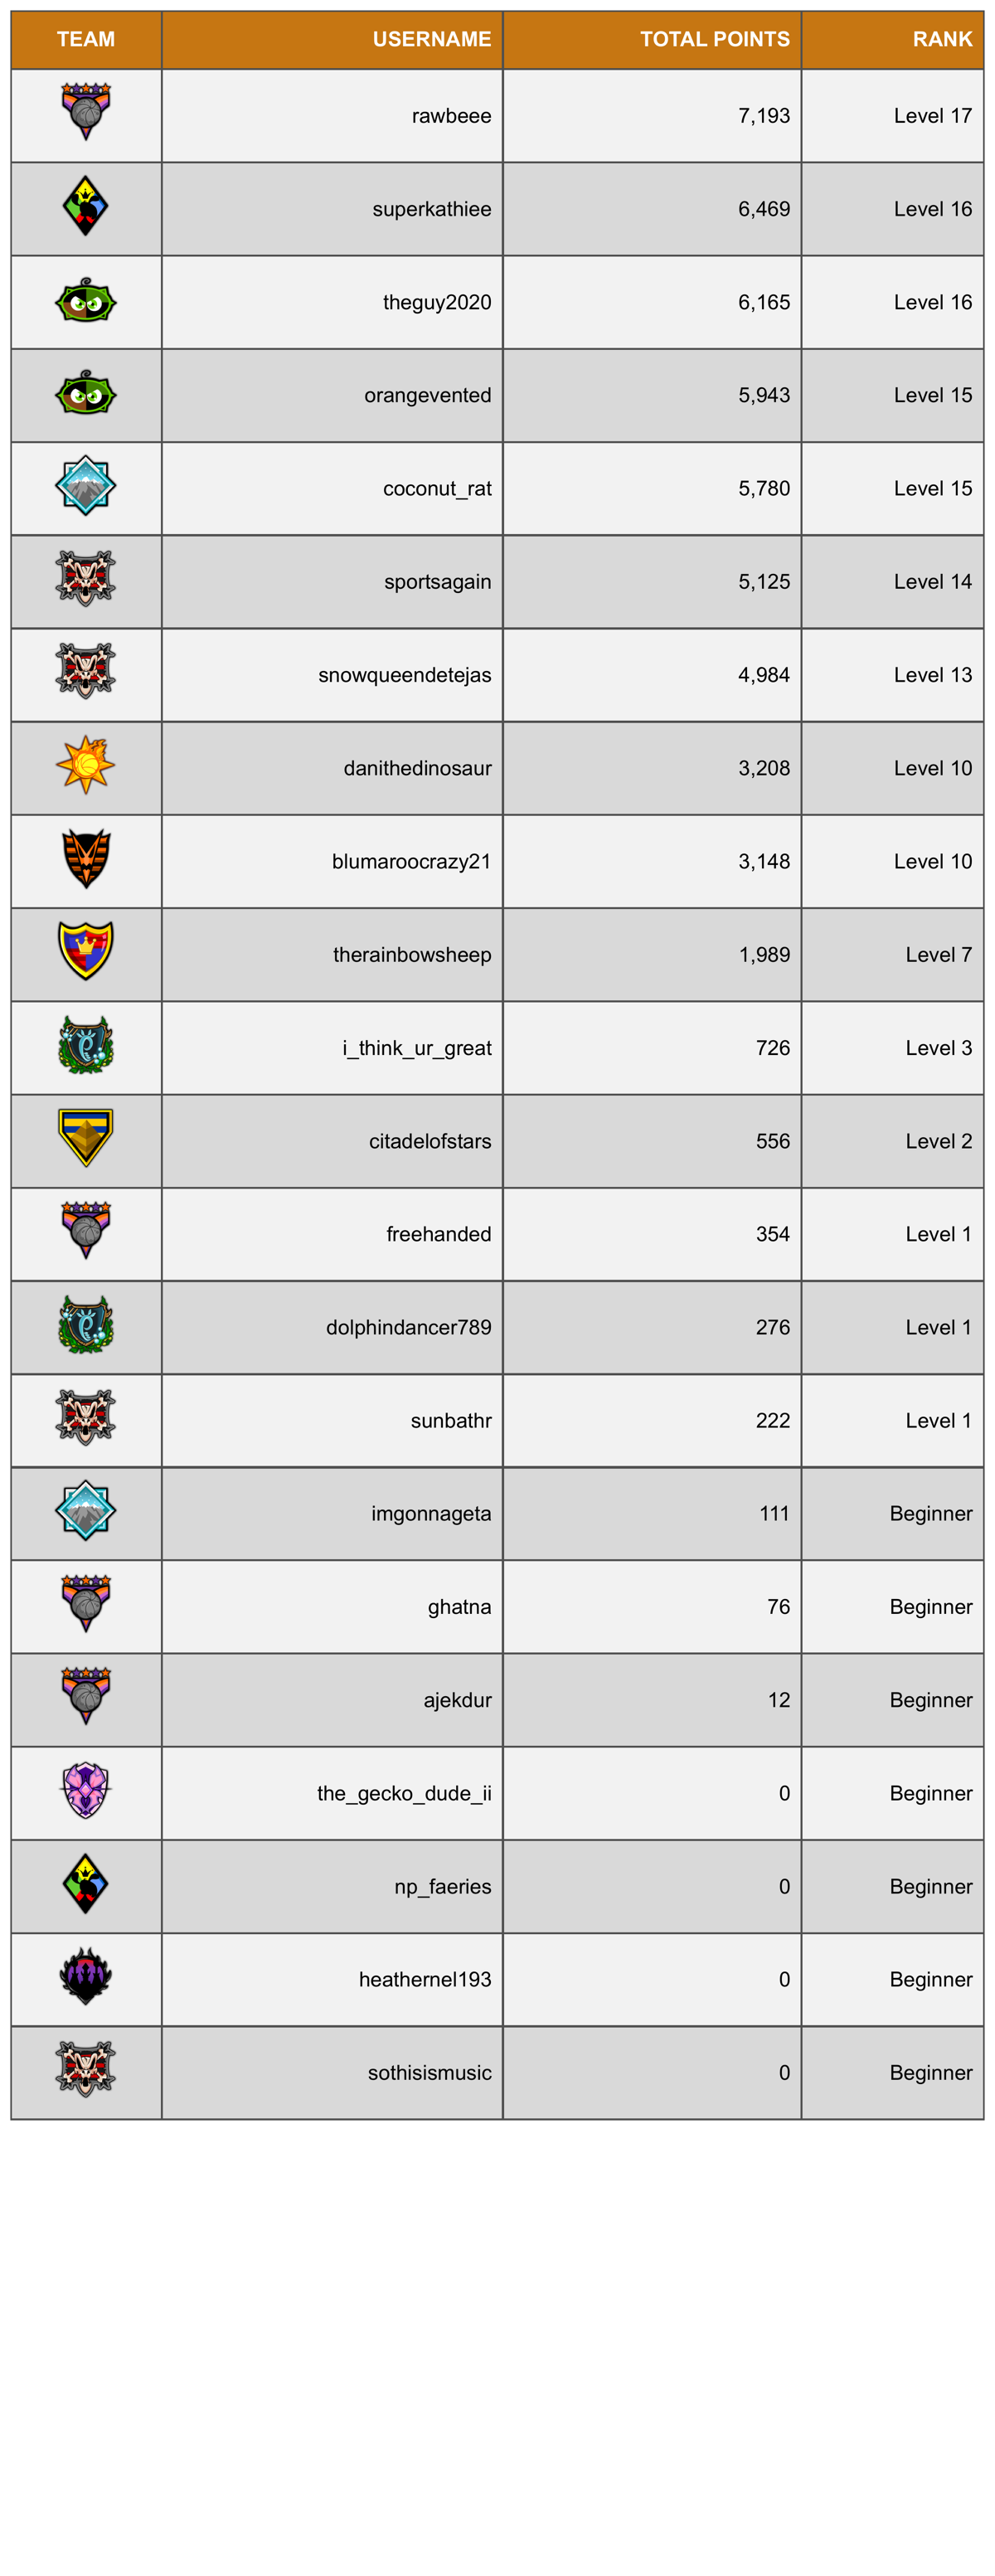 TEAM USERNAME TOTAL POINTS RANK
rawbeee 7,193 Level 17
superkathiee 6,469 Level 16
theguy2020 6,165 Level 16
orangevented 5,943 Level 15
coconut_rat 5,780 Level 15
sportsagain 5,125 Level 14
snowqueendetejas 4,984 Level 13
danithedinosaur 3,208 Level 10
blumaroocrazy21 3,148 Level 10
therainbowsheep 1,989 Level 7
i_think_ur_great 726 Level 3
citadelofstars 556 Level 2
freehanded 354 Level 1
dolphindancer789 276 Level 1
sunbathr 222 Level 1
imgonnageta 111 Beginner
ghatna 76 Beginner
ajekdur 12 Beginner
the_gecko_dude_ii 0 Beginner
np_faeries 0 Beginner
heathernel193 0 Beginner
sothisismusic 0 Beginner